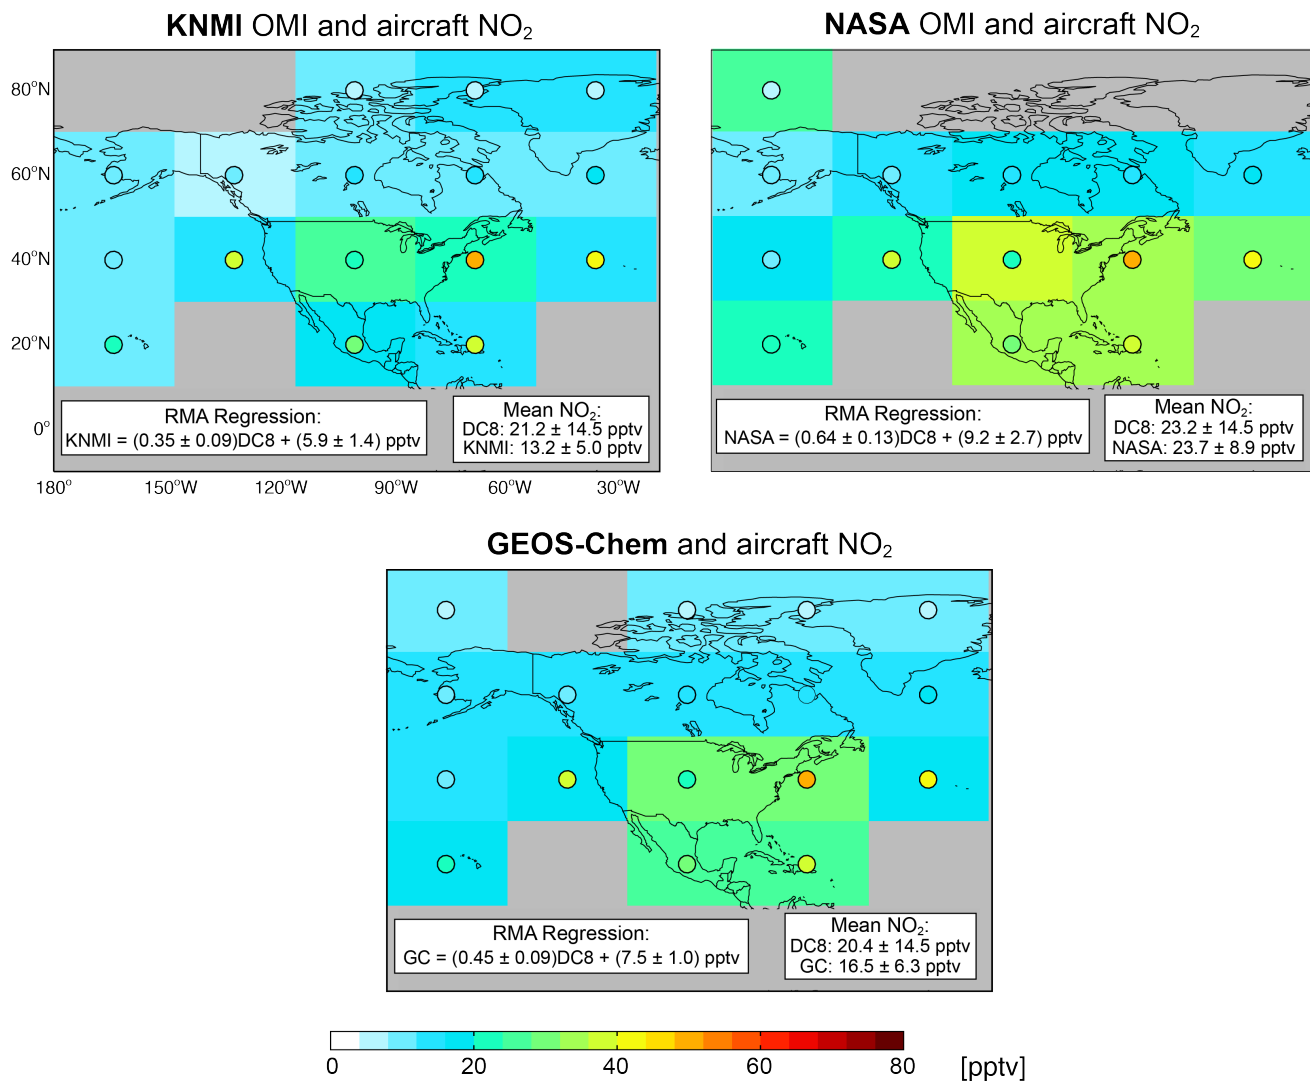 KNMI OMI and aircraft NO₂
NASA OMI and aircraft NO₂
80°N
60°N
40°N
20°N
0°
RMA Regression:
KNMI = (0.35 ± 0.09)DC8 + (5.9 ± 1.4) pptv
Mean NO₂:
DC8: 21.2 ± 14.5 pptv
KNMI: 13.2 ± 5.0 pptv
RMA Regression:
NASA = (0.64 ± 0.13)DC8 + (9.2 ± 2.7) pptv
Mean NO₂:
DC8: 23.2 ± 14.5 pptv
NASA: 23.7 ± 8.9 pptv
180° 150°W 120°W 90°W 60°W 30°W
GEOS-Chem and aircraft NO₂
RMA Regression:
GC = (0.45 ± 0.09)DC8 + (7.5 ± 1.0) pptv
Mean NO₂:
DC8: 20.4 ± 14.5 pptv
GC: 16.5 ± 6.3 pptv
0 20 40 60 80 [pptv]